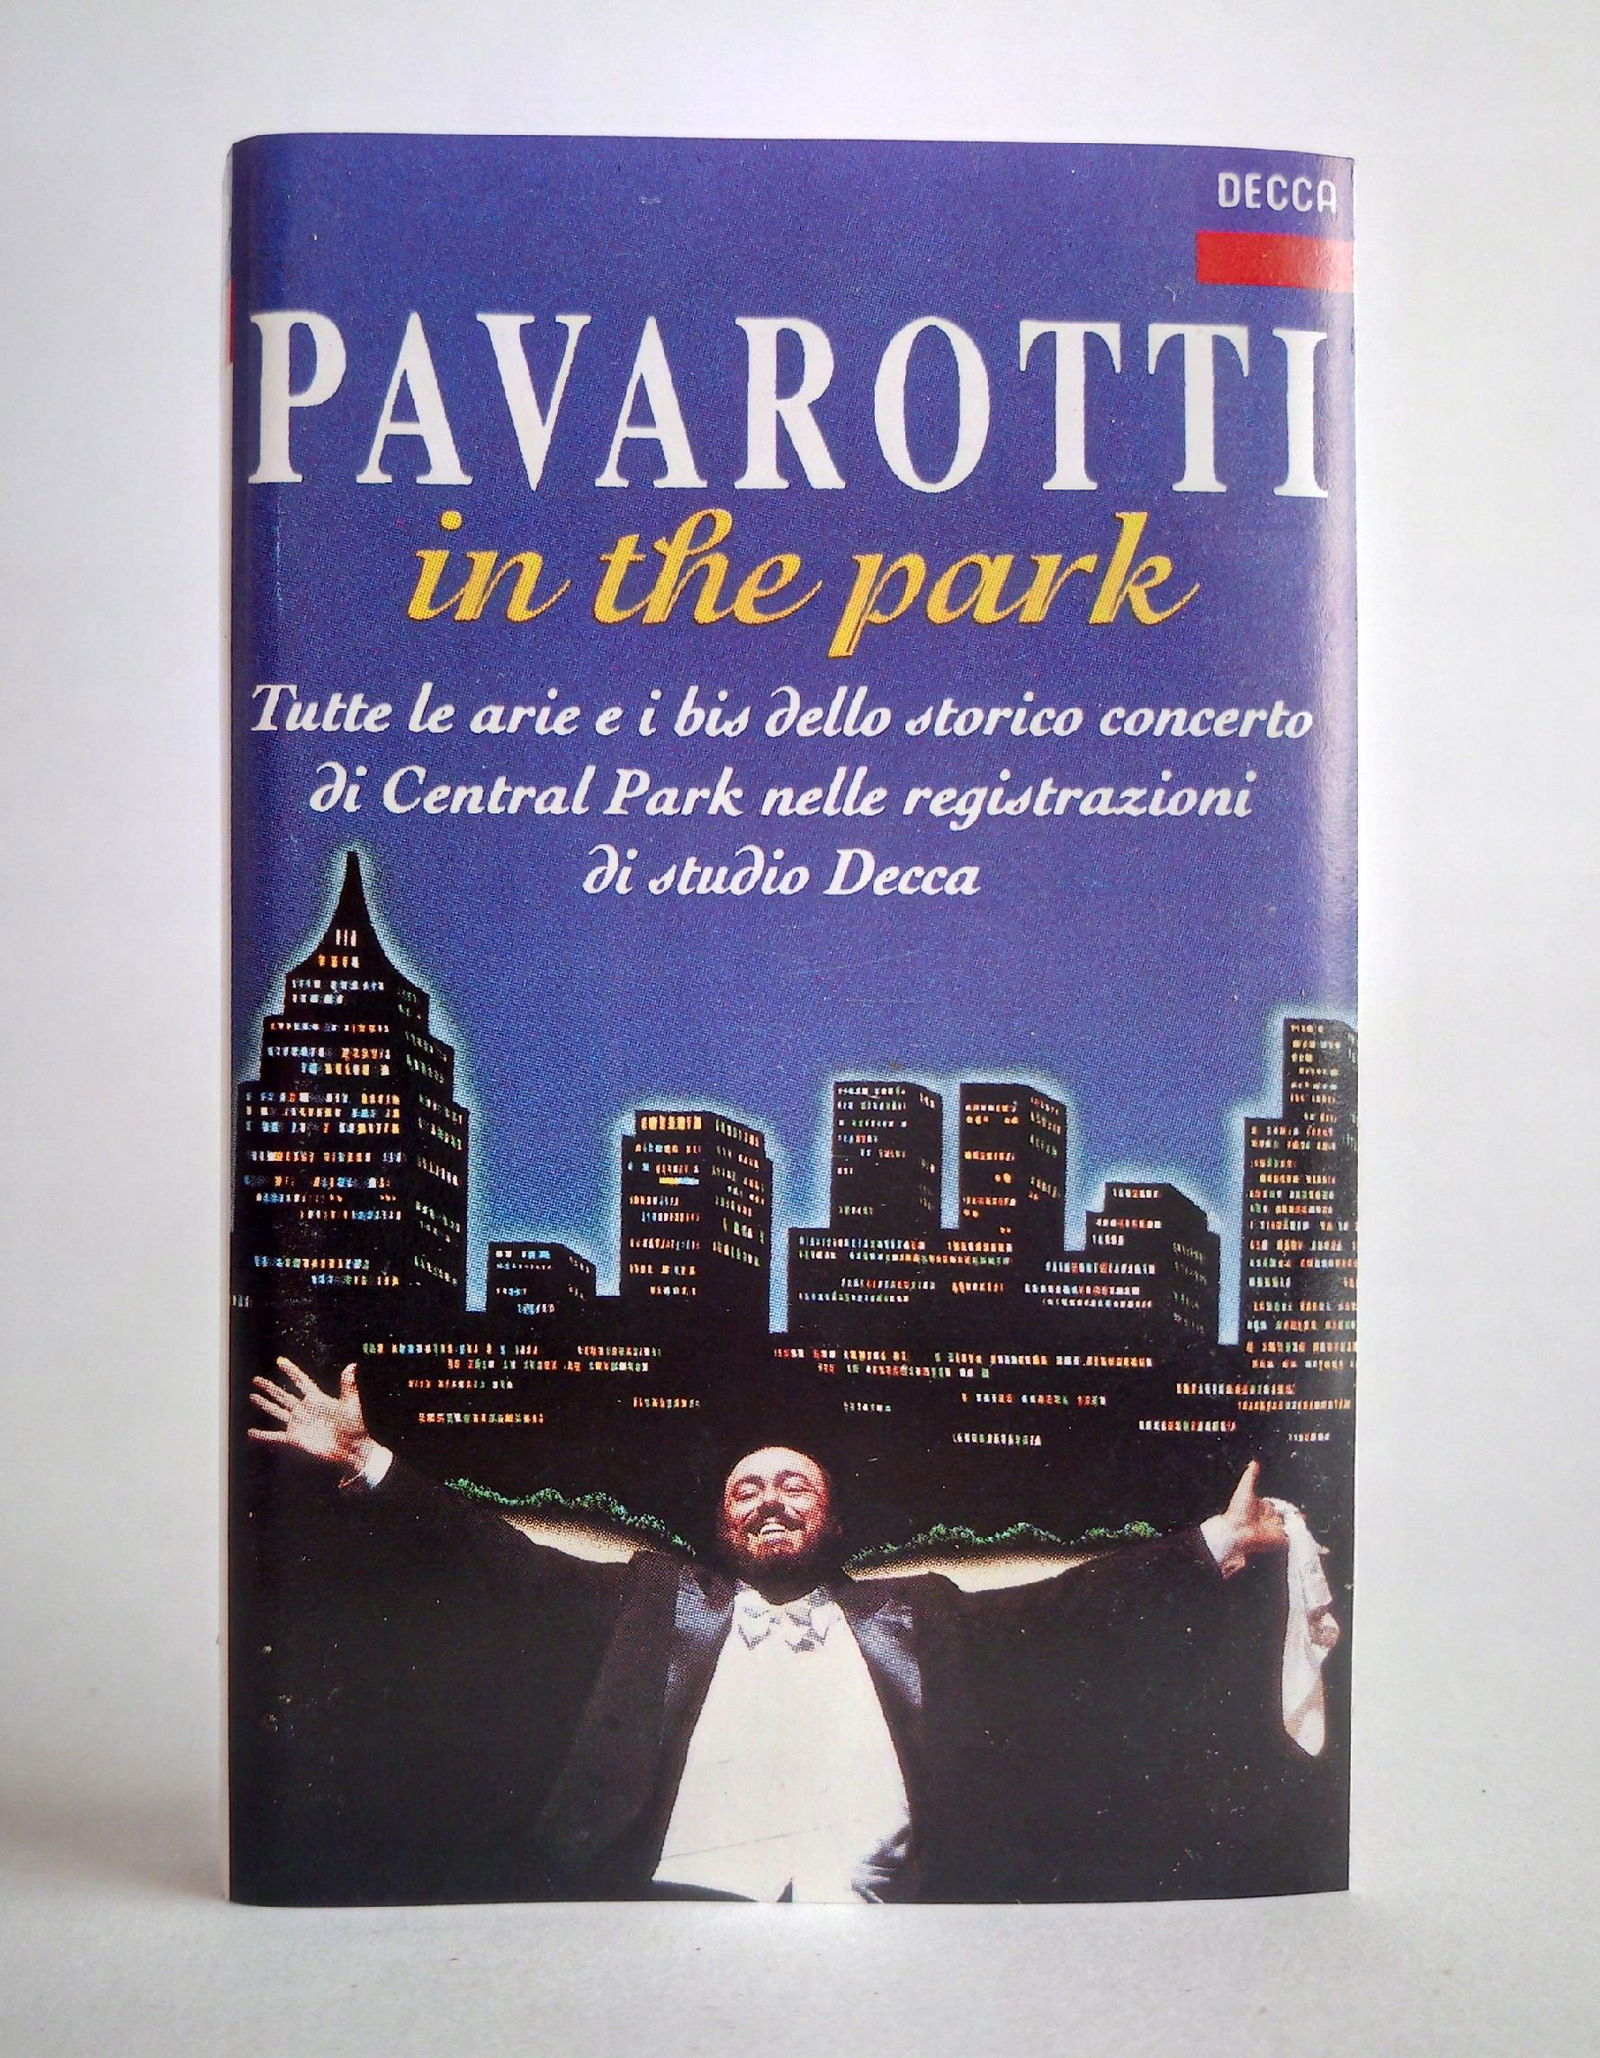 DECCA
PAVAROTTI
in the park
Tutte le arie e i bis dello storico concerto
di Central Park nelle registrazioni
di studio Decca